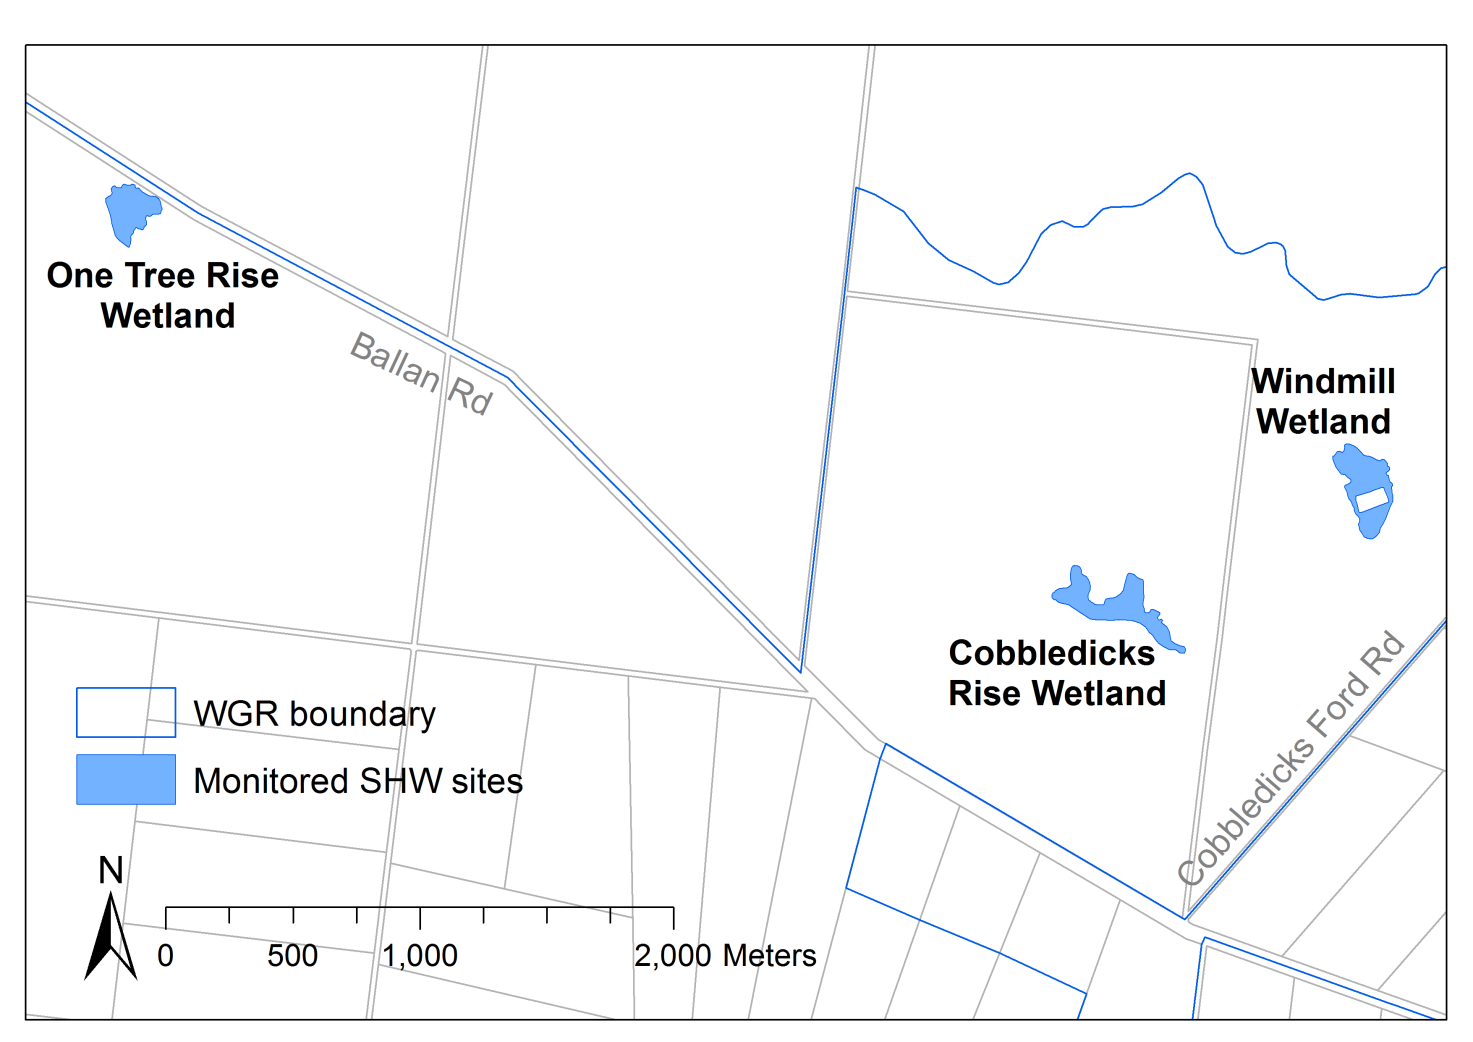 One Tree Rise
Wetland
Ballan Rd
Windmill
Wetland
Cobbledicks
Rise Wetland
Cobbledicks Ford Rd
WGR boundary
Monitored SHW sites
N
0 500 1,000 2,000 Meters